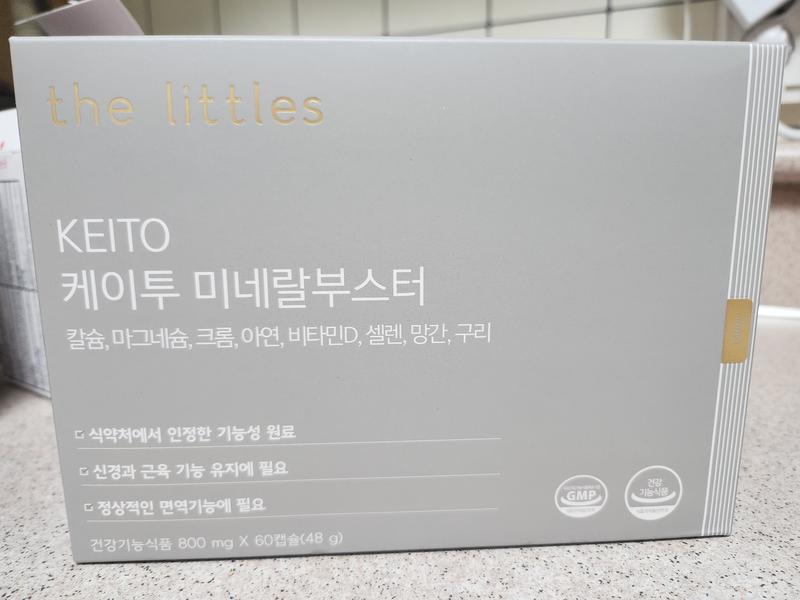 the littles
KEITO
케이투 미네랄부스터
칼슘, 마그네슘, 크롬, 아연, 비타민D, 셀렌, 망간, 구리
식약처에서 인정한 기능성 원료
신경과 근육 기능 유지에 필요
정상적인 면역기능에 필요
건강기능식품 800 mg X 60캡슐(48 g)
GMP
건강
기능식품